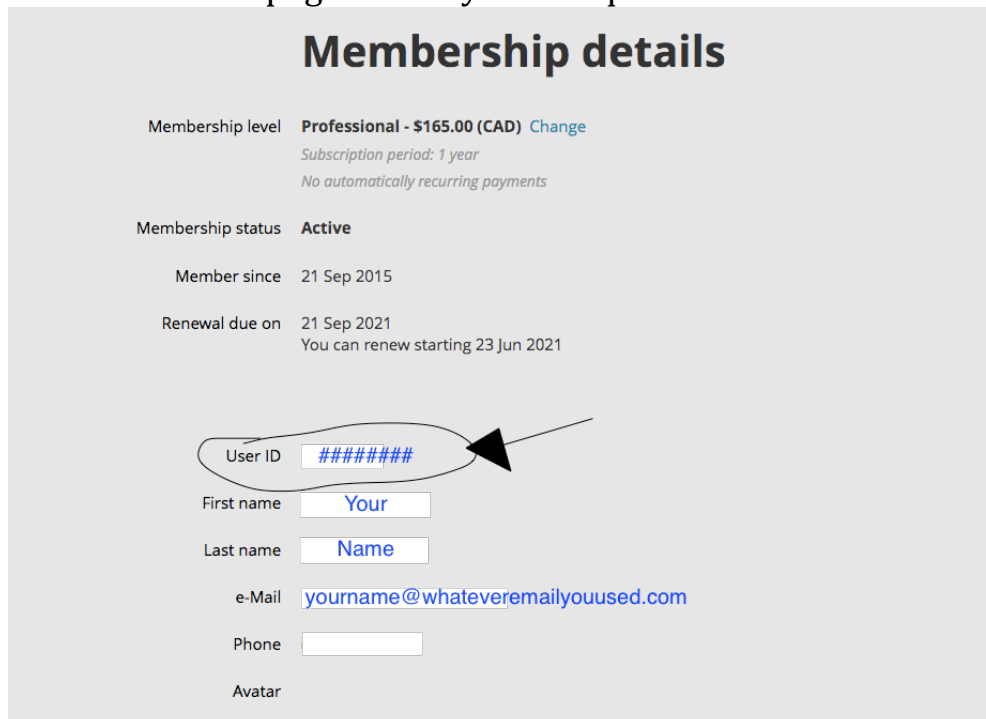 Membership details
Membership level Professional - $165.00 (CAD) Change
Subscription period: 1 year
No automatically recurring payments
Membership status Active
Member since 21 Sep 2015
Renewal due on 21 Sep 2021
You can renew starting 23 Jun 2021
User ID ########
First name Your
Last name Name
e-Mail yourname@whateveremailyouused.com
Phone
Avatar